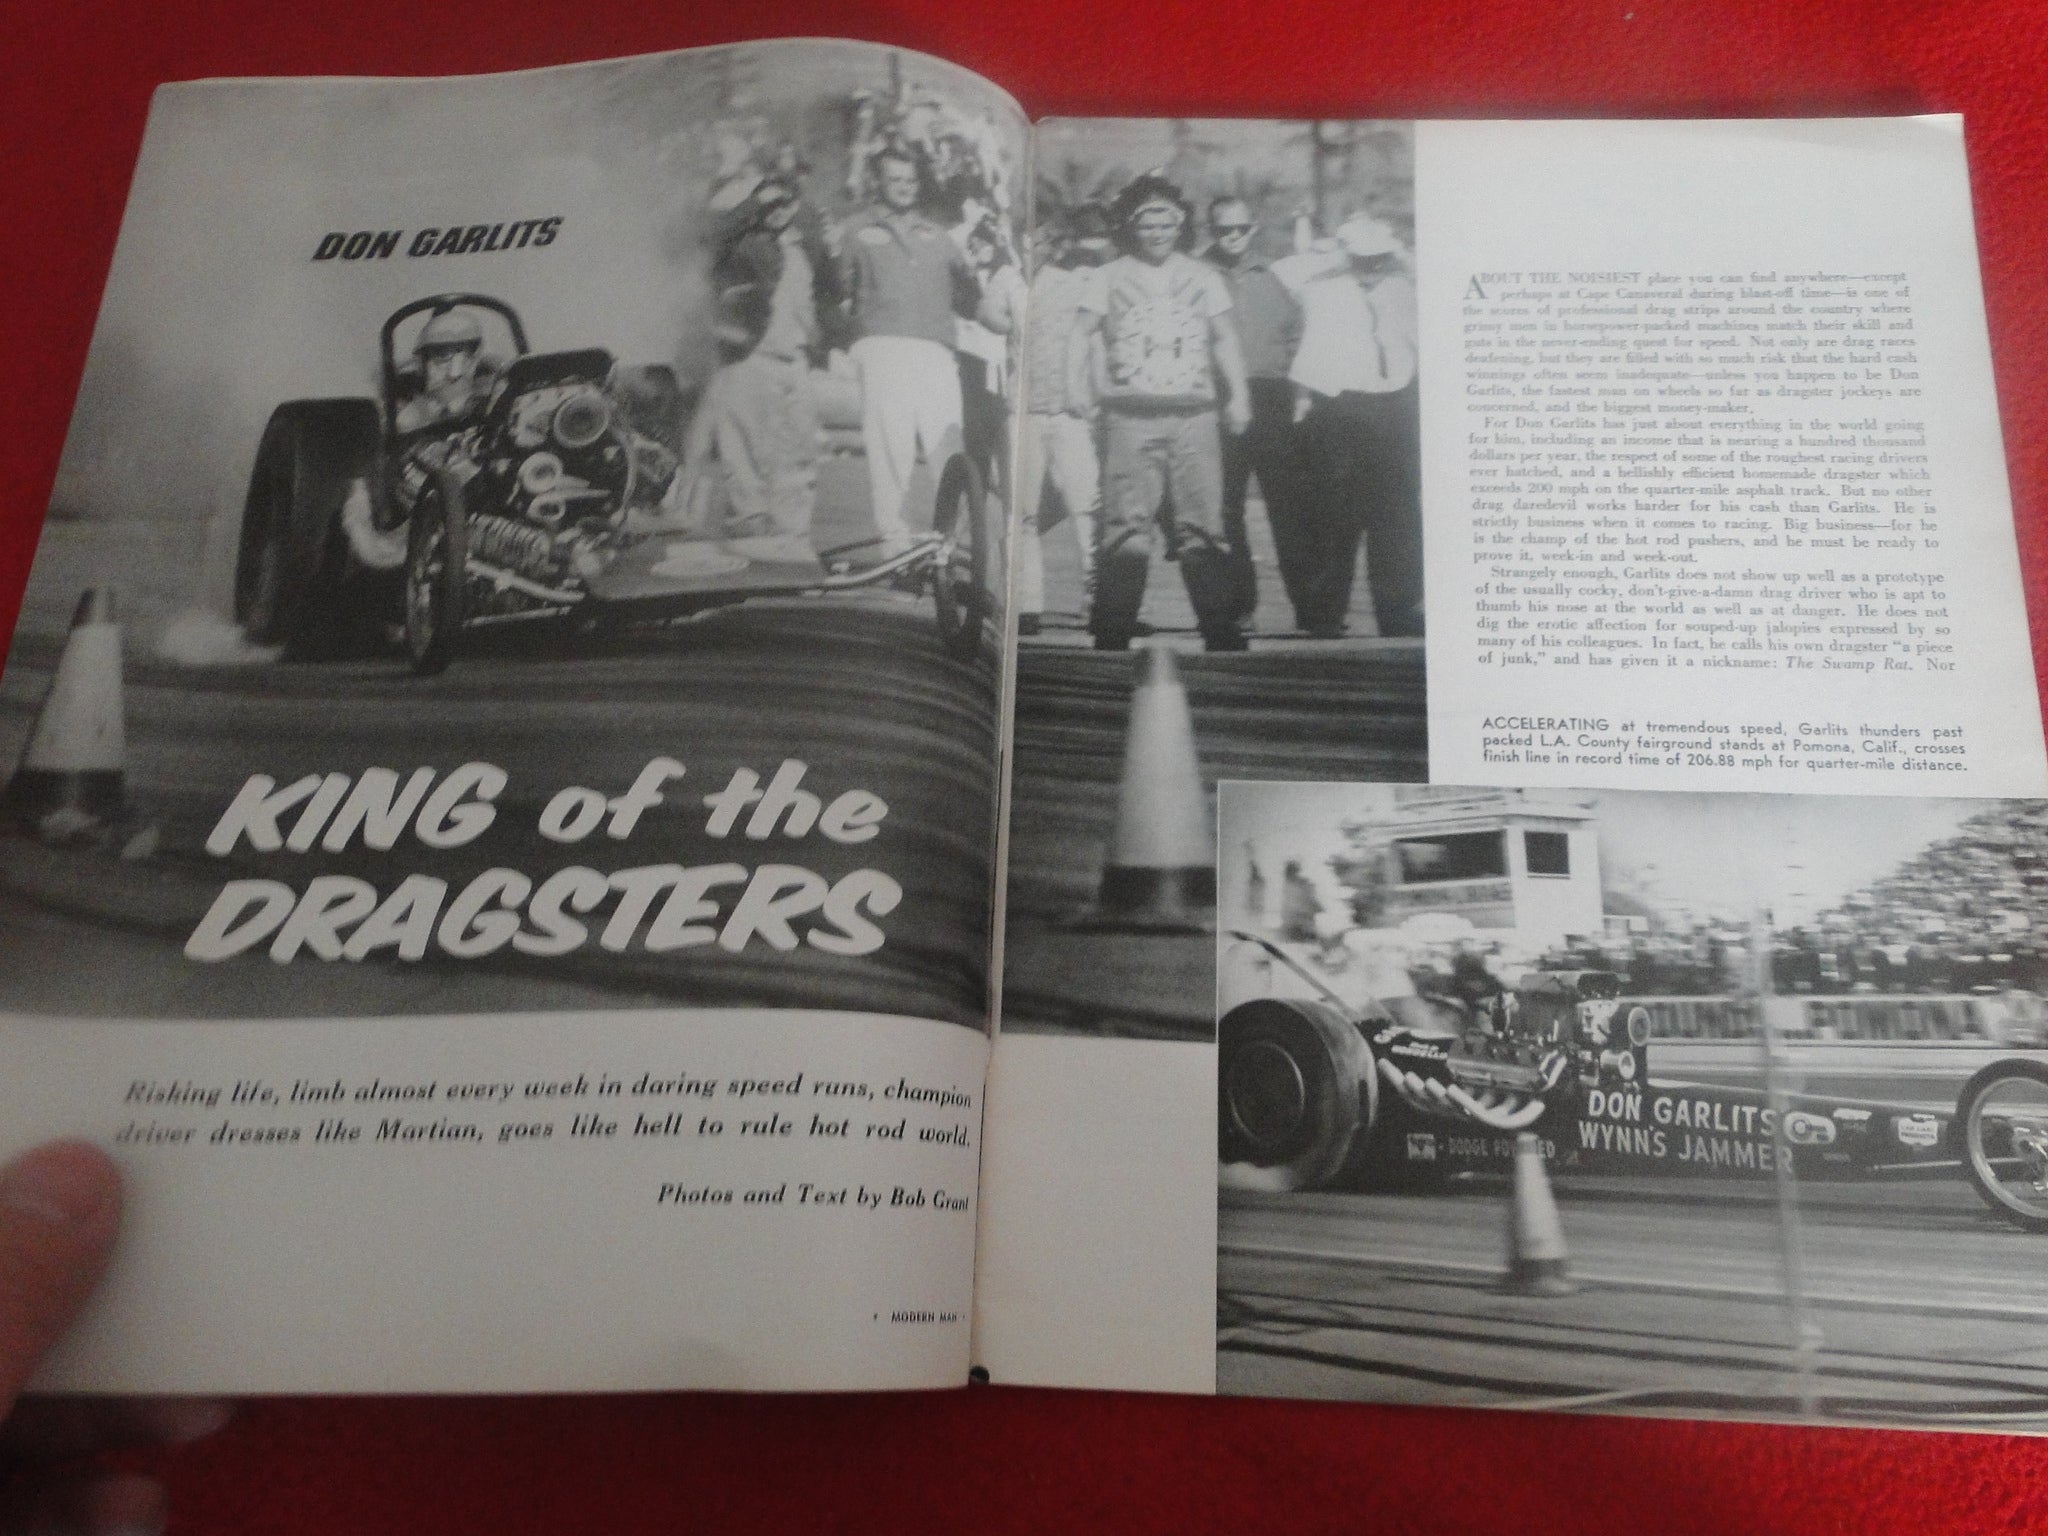 DON GARLITS
KING of the
DRAGSTERS
Risking life, limb almost every week in daring speed runs, champion
driver dresses like Martian, goes like hell to rule hot rod world.
Photos and Text by Bob Grant
MODERN MAN
ABOUT THE NOISIEST place you can find anywhere—except
perhaps at Cape Canaveral during blast-off time—is one of
the scores of professional drag strips around the country where
grimy men in horsepower-packed machines match their skill and
guts in the never-ending quest for speed. Not only are drag races
deafening, but they are filled with so much risk that the hard cash
winnings often seem inadequate—unless you happen to be Don
Garlits, the fastest man on wheels so far as dragster jockeys are
concerned, and the biggest money-maker.
For Don Garlits has just about everything in the world going
for him, including an income that is nearing a hundred thousand
dollars per year, the respect of some of the roughest racing drivers
ever hatched, and a hellishly efficient homemade dragster which
exceeds 200 mph on the quarter-mile asphalt track. But no other
drag daredevil works harder for his cash than Garlits. He is
strictly business when it comes to racing. Big business—for he
is the champ of the hot rod pushers, and he must be ready to
prove it, week-in and week-out.
Strangely enough, Garlits does not show up well as a prototype
of the usually cocky, don't-give-a-damn drag driver who is apt to
thumb his nose at the world as well as at danger. He does not
dig the erotic affection for souped-up jalopies expressed by so
many of his colleagues. In fact, he calls his own dragster "a piece
of junk," and has given it a nickname: The Swamp Rat. Nor
ACCELERATING at tremendous speed, Garlits thunders past
packed L.A. County fairground stands at Pomona, Calif., crosses
finish line in record time of 206.88 mph for quarter-mile distance.
DON GARLITS
WYNN'S JAMMER
DODGE